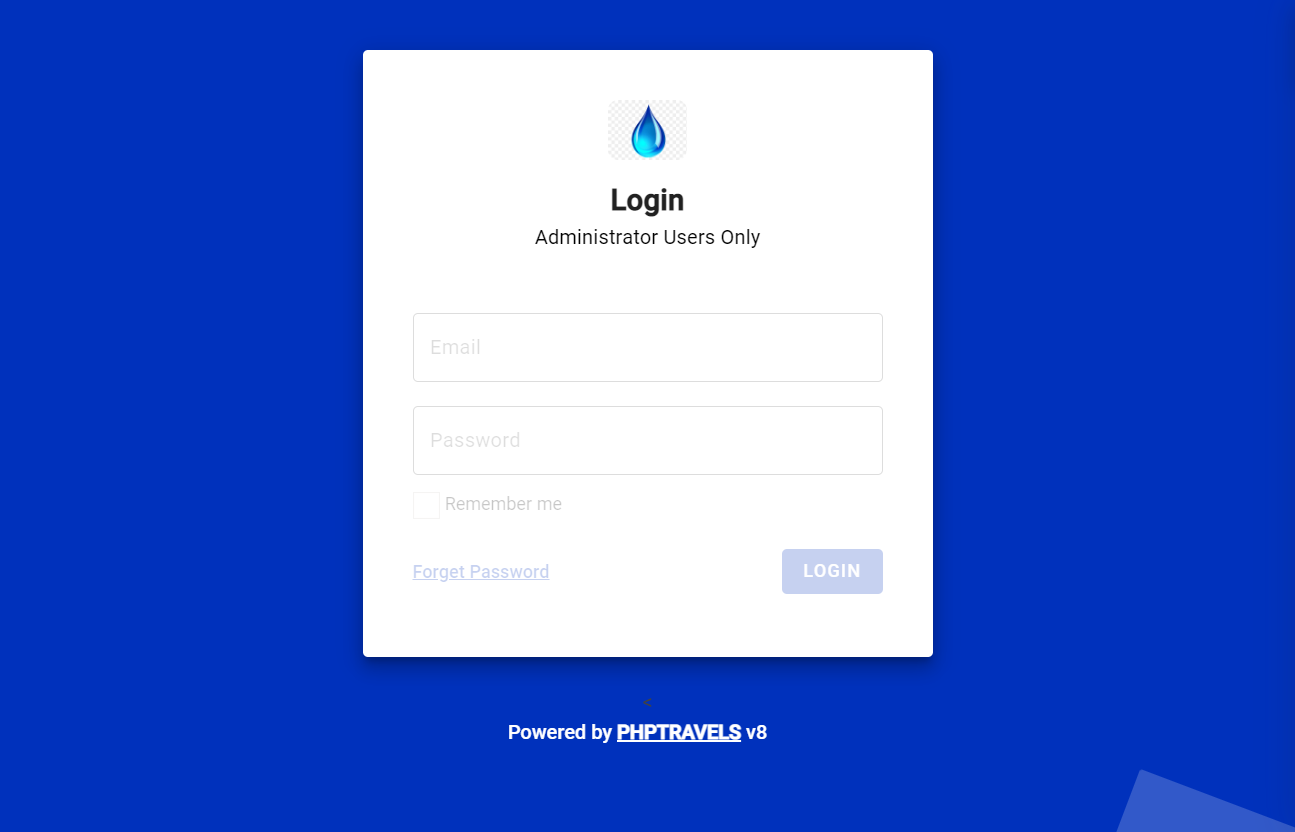 Login
Administrator Users Only
Email
Password
Remember me
Forget Password
LOGIN
<
Powered by PHPTRAVELS v8